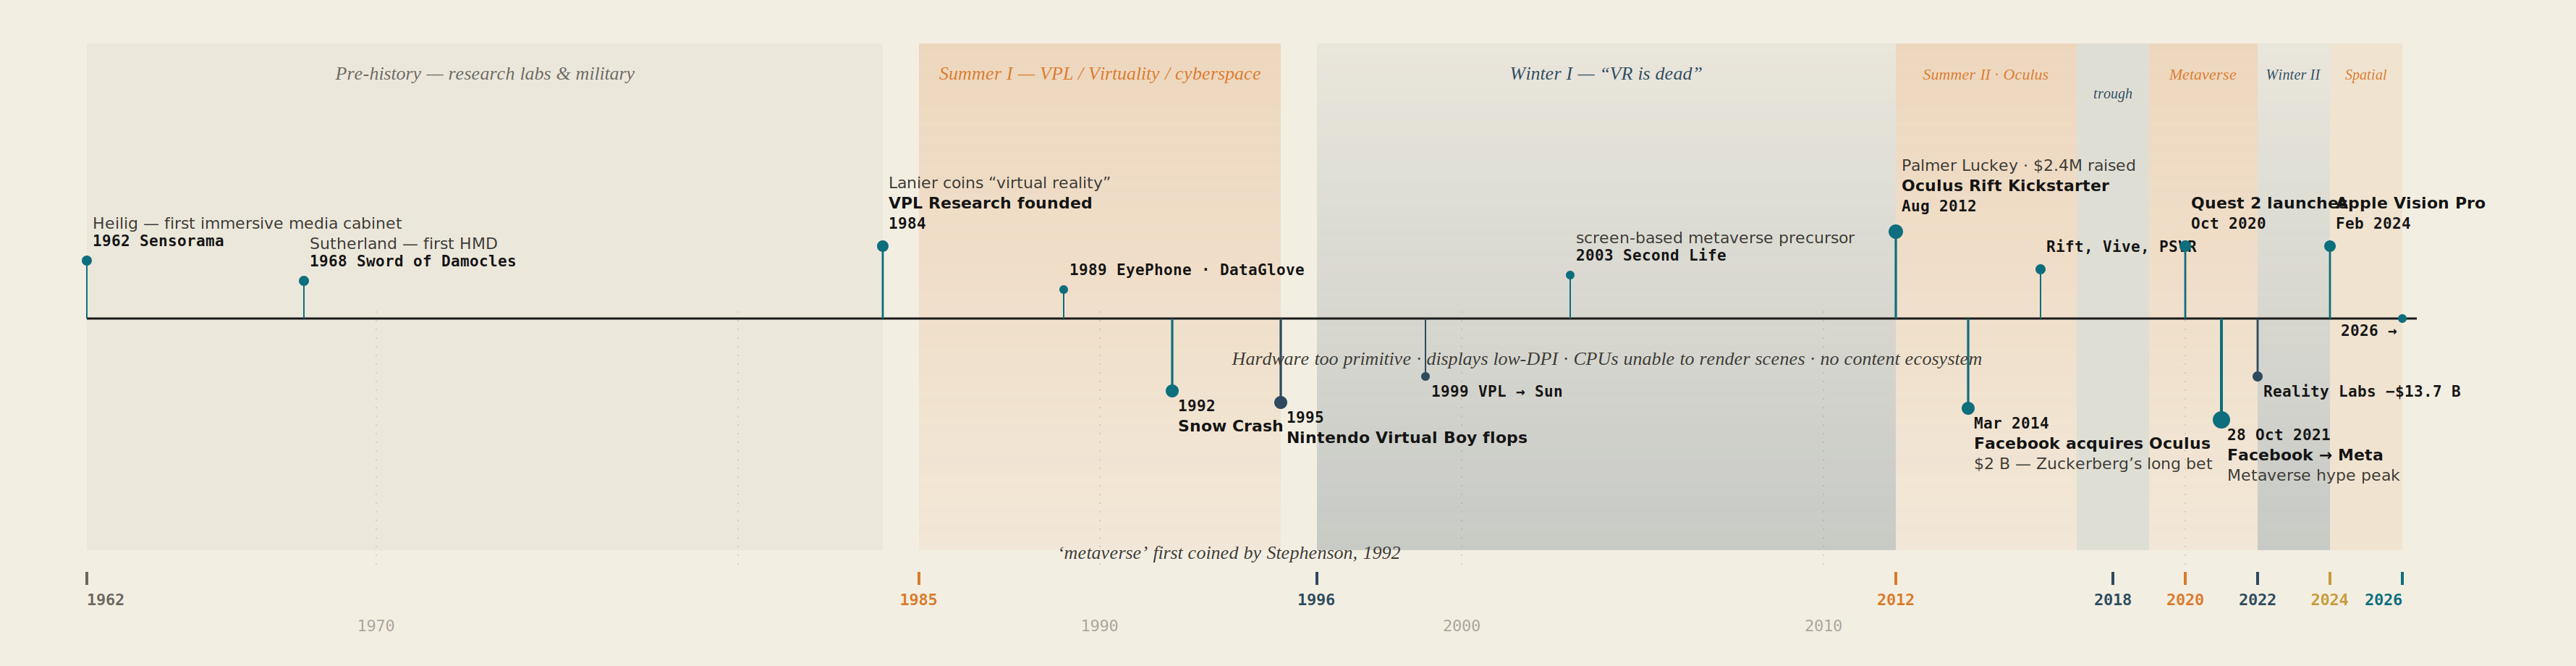 Pre-history — research labs & military
Summer I — VPL / Virtuality / cyberspace
Winter I — “VR is dead”
Summer II · Oculus
trough
Metaverse
Winter II
Spatial
Heilig — first immersive media cabinet
1962 Sensorama
Sutherland — first HMD
1968 Sword of Damocles
Lanier coins “virtual reality”
VPL Research founded
1984
1989 EyePhone · DataGlove
screen-based metaverse precursor
2003 Second Life
Palmer Luckey · $2.4M raised
Oculus Rift Kickstarter
Aug 2012
Rift, Vive, PSVR
Quest 2 launches
Oct 2020
Apple Vision Pro
Feb 2024
2026 →
Hardware too primitive · displays low-DPI · CPUs unable to render scenes · no content ecosystem
1992
Snow Crash
1995
Nintendo Virtual Boy flops
1999 VPL → Sun
Mar 2014
Facebook acquires Oculus
$2 B — Zuckerberg’s long bet
28 Oct 2021
Facebook → Meta
Metaverse hype peak
Reality Labs −$13.7 B
‘metaverse’ first coined by Stephenson, 1992
1962
1985
1996
2012
2018
2020
2022
2024
2026
1970
1990
2000
2010